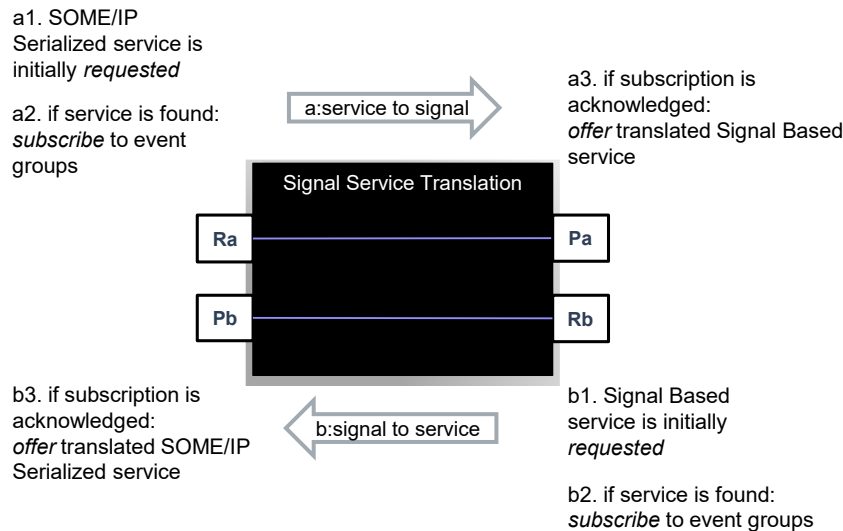 a1. SOME/IP
Serialized service is
initially requested
a2. if service is found:
subscribe to event
groups
a:service to signal
a3. if subscription is
acknowledged:
offer translated Signal Based
service
Signal Service Translation
Ra
Pa
Pb
Rb
b3. if subscription is
acknowledged:
offer translated SOME/IP
Serialized service
b:signal to service
b1. Signal Based
service is initially
requested
b2. if service is found:
subscribe to event groups